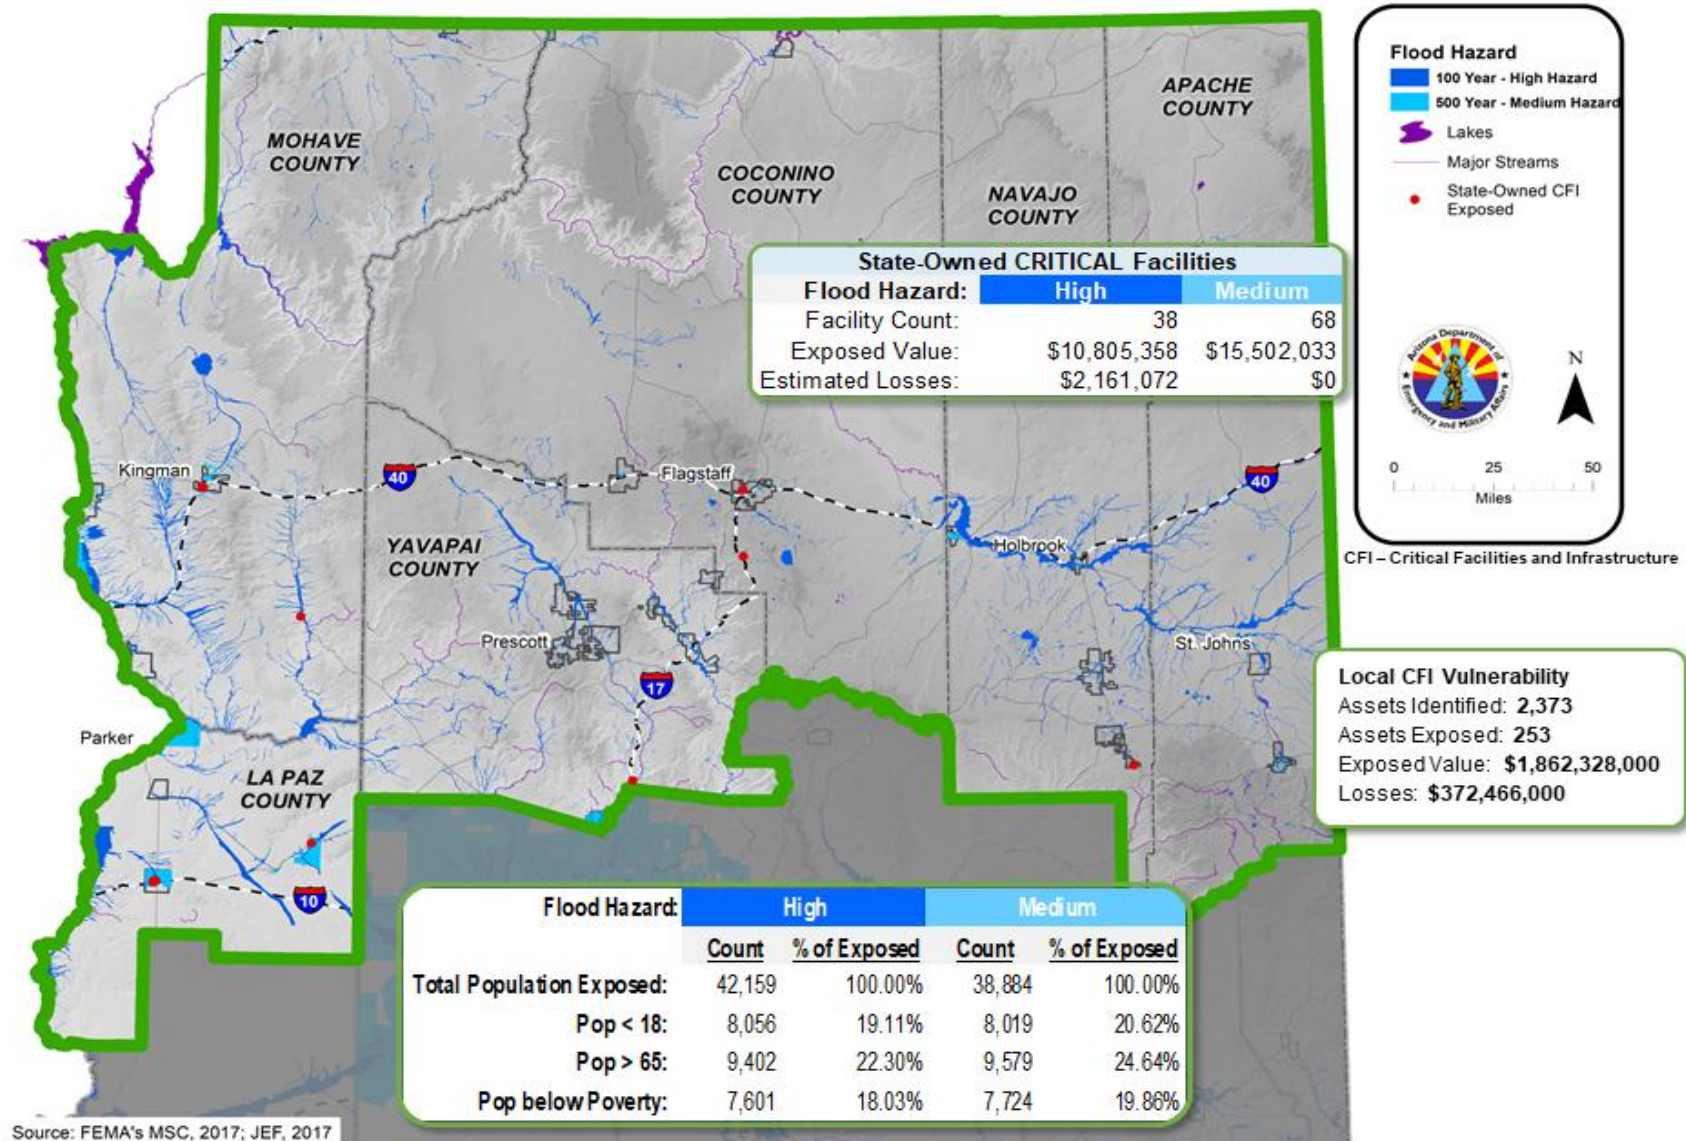 MOHAVE
COUNTY
COCONINO
COUNTY
NAVAJO
COUNTY
APACHE
COUNTY
Flood Hazard
100 Year - High Hazard
500 Year - Medium Hazard
Lakes
Major Streams
State-Owned CFI
Exposed
Arizona Department of
Emergency and Military Affairs
N
0 25 50
Miles
CFI – Critical Facilities and Infrastructure
State-Owned CRITICAL Facilities
Flood Hazard: High Medium
Facility Count: 38 68
Exposed Value: $10,805,358 $15,502,033
Estimated Losses: $2,161,072 $0
Kingman
40
Flagstaff
40
YAVAPAI
COUNTY
Holbrook
Prescott
St. Johns
17
Parker
LA PAZ
COUNTY
10
Local CFI Vulnerability
Assets Identified: 2,373
Assets Exposed: 253
Exposed Value: $1,862,328,000
Losses: $372,466,000
Flood Hazard: High Medium
Count % of Exposed Count % of Exposed
Total Population Exposed: 42,159 100.00% 38,884 100.00%
Pop < 18: 8,056 19.11% 8,019 20.62%
Pop > 65: 9,402 22.30% 9,579 24.64%
Pop below Poverty: 7,601 18.03% 7,724 19.86%
Source: FEMA's MSC, 2017; JEF, 2017